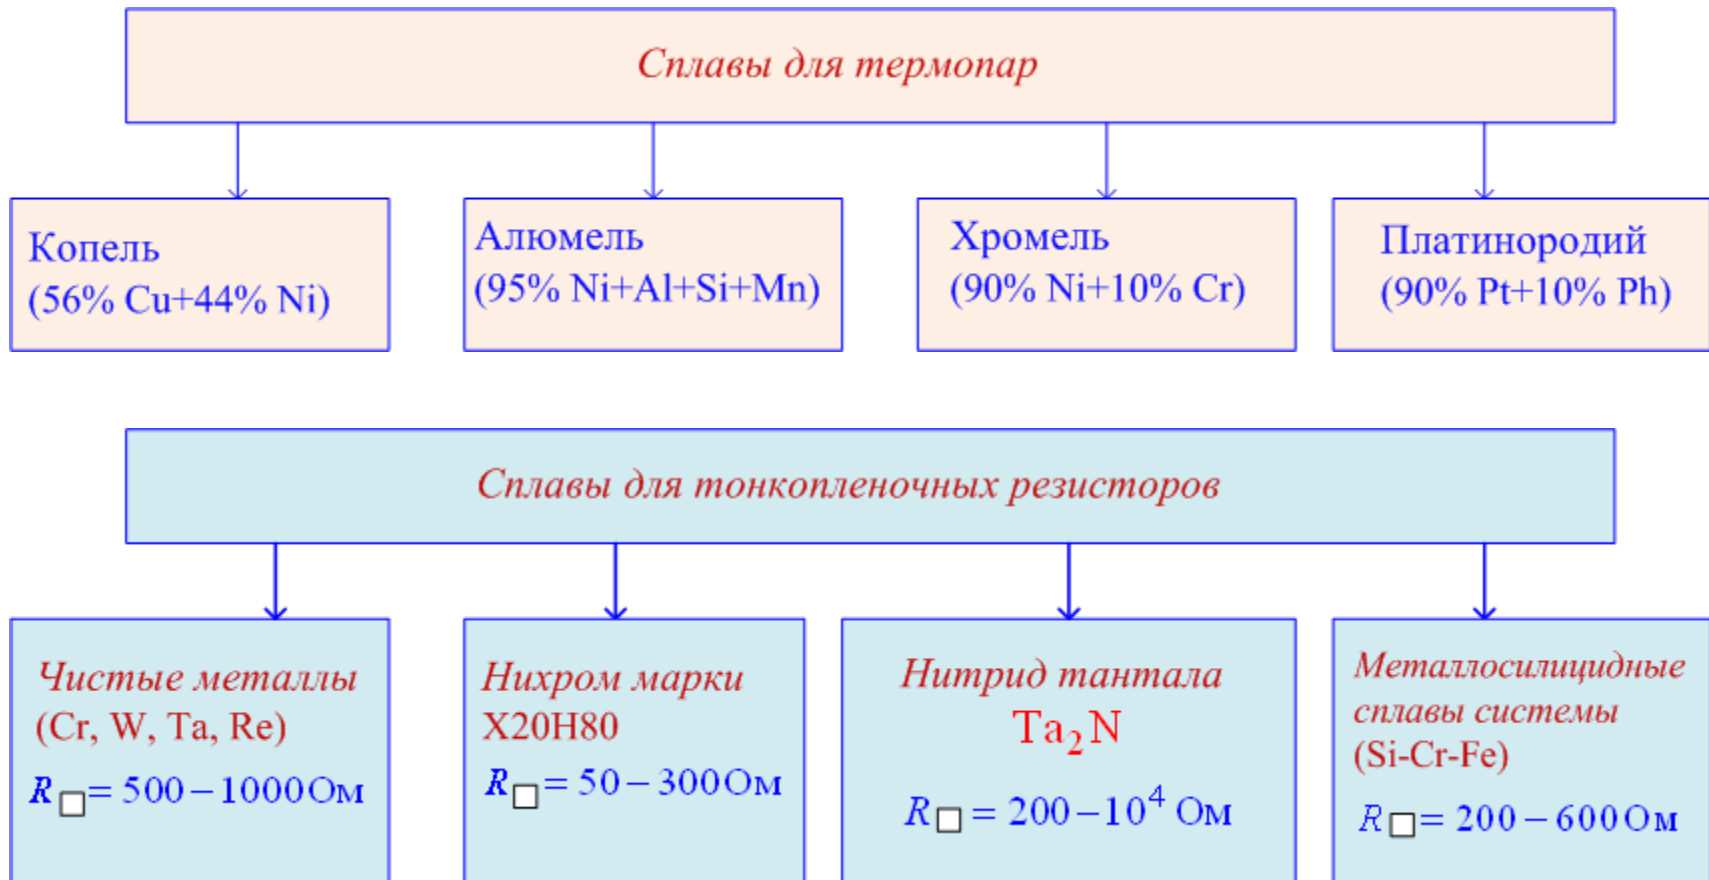 Сплавы для термопар
Копель
(56% Cu+44% Ni)
Алюмель
(95% Ni+Al+Si+Mn)
Хромель
(90% Ni+10% Cr)
Платинородий
(90% Pt+10% Ph)
Сплавы для тонкопленочных резисторов
Чистые металлы
(Cr, W, Ta, Re)
R□ = 500 – 1000 Ом
Нихром марки
Х20Н80
R□ = 50 – 300 Ом
Нитрид тантала
Ta₂N
R□ = 200 – 10⁴ Ом
Металлосилицидные
сплавы системы
(Si-Cr-Fe)
R□ = 200 – 600 Ом